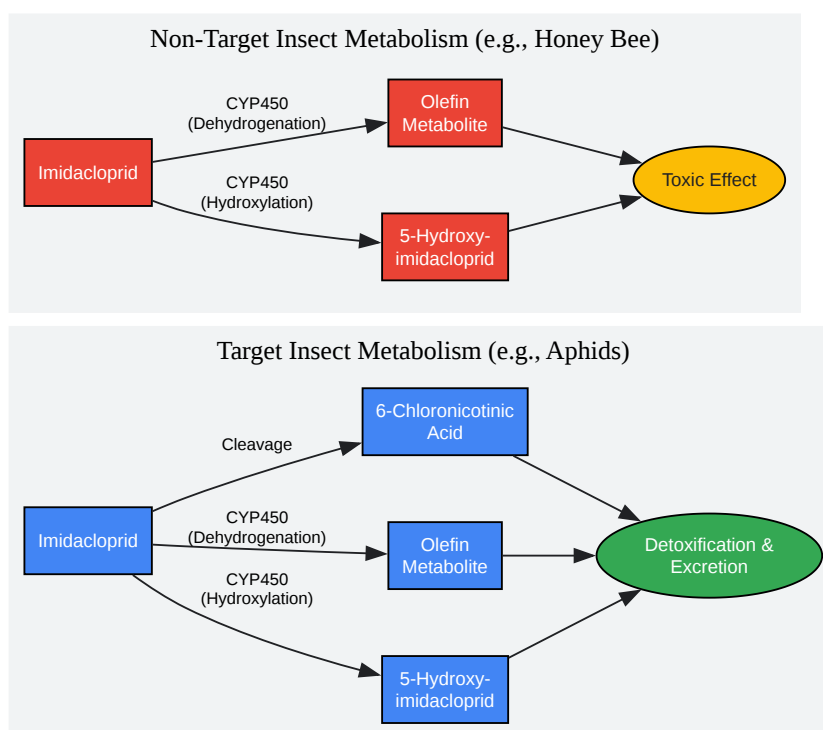 Non-Target Insect Metabolism (e.g., Honey Bee)
CYP450
(Dehydrogenation)
Olefin
Metabolite
Imidacloprid
CYP450
(Hydroxylation)
Toxic Effect
5-Hydroxy-
imidacloprid
Target Insect Metabolism (e.g., Aphids)
6-Chloronicotinic
Acid
Cleavage
Imidacloprid
CYP450
(Dehydrogenation)
Olefin
Metabolite
Detoxification &
Excretion
CYP450
(Hydroxylation)
5-Hydroxy-
imidacloprid